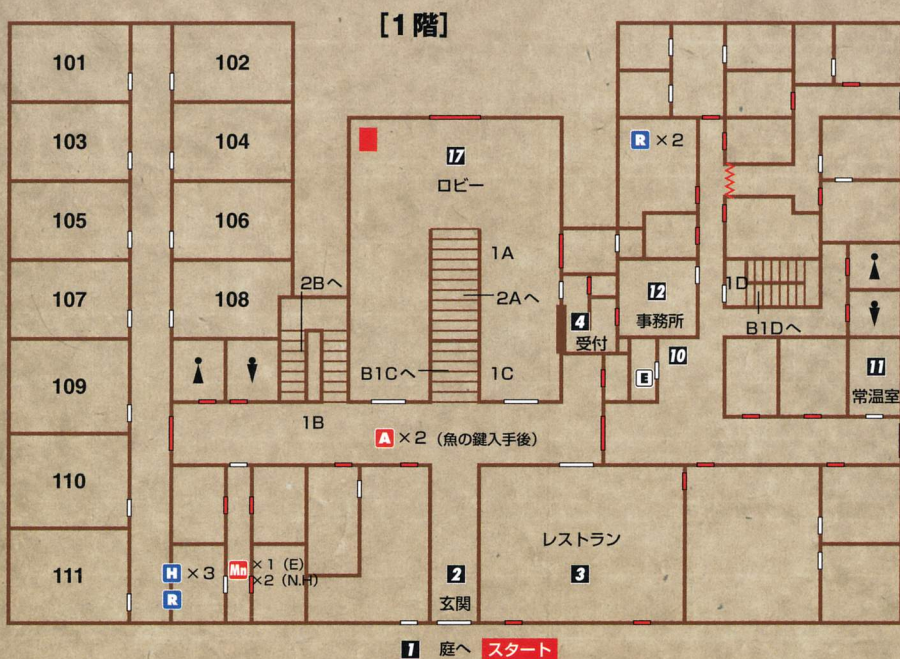 [1階]
101
102
103
104
R ×2
17
ロビー
105
106
1A
107
108
2Bへ
2Aへ
1D
12
事務所
B1Dへ
4
受付
109
B1Cへ
1C
E
10
11
常温室
1B
A ×2 (魚の鍵入手後)
110
レストラン
111
H ×3
R
Mn ×1 (E)
×2 (N.H)
2
玄関
3
1 庭へ スタート